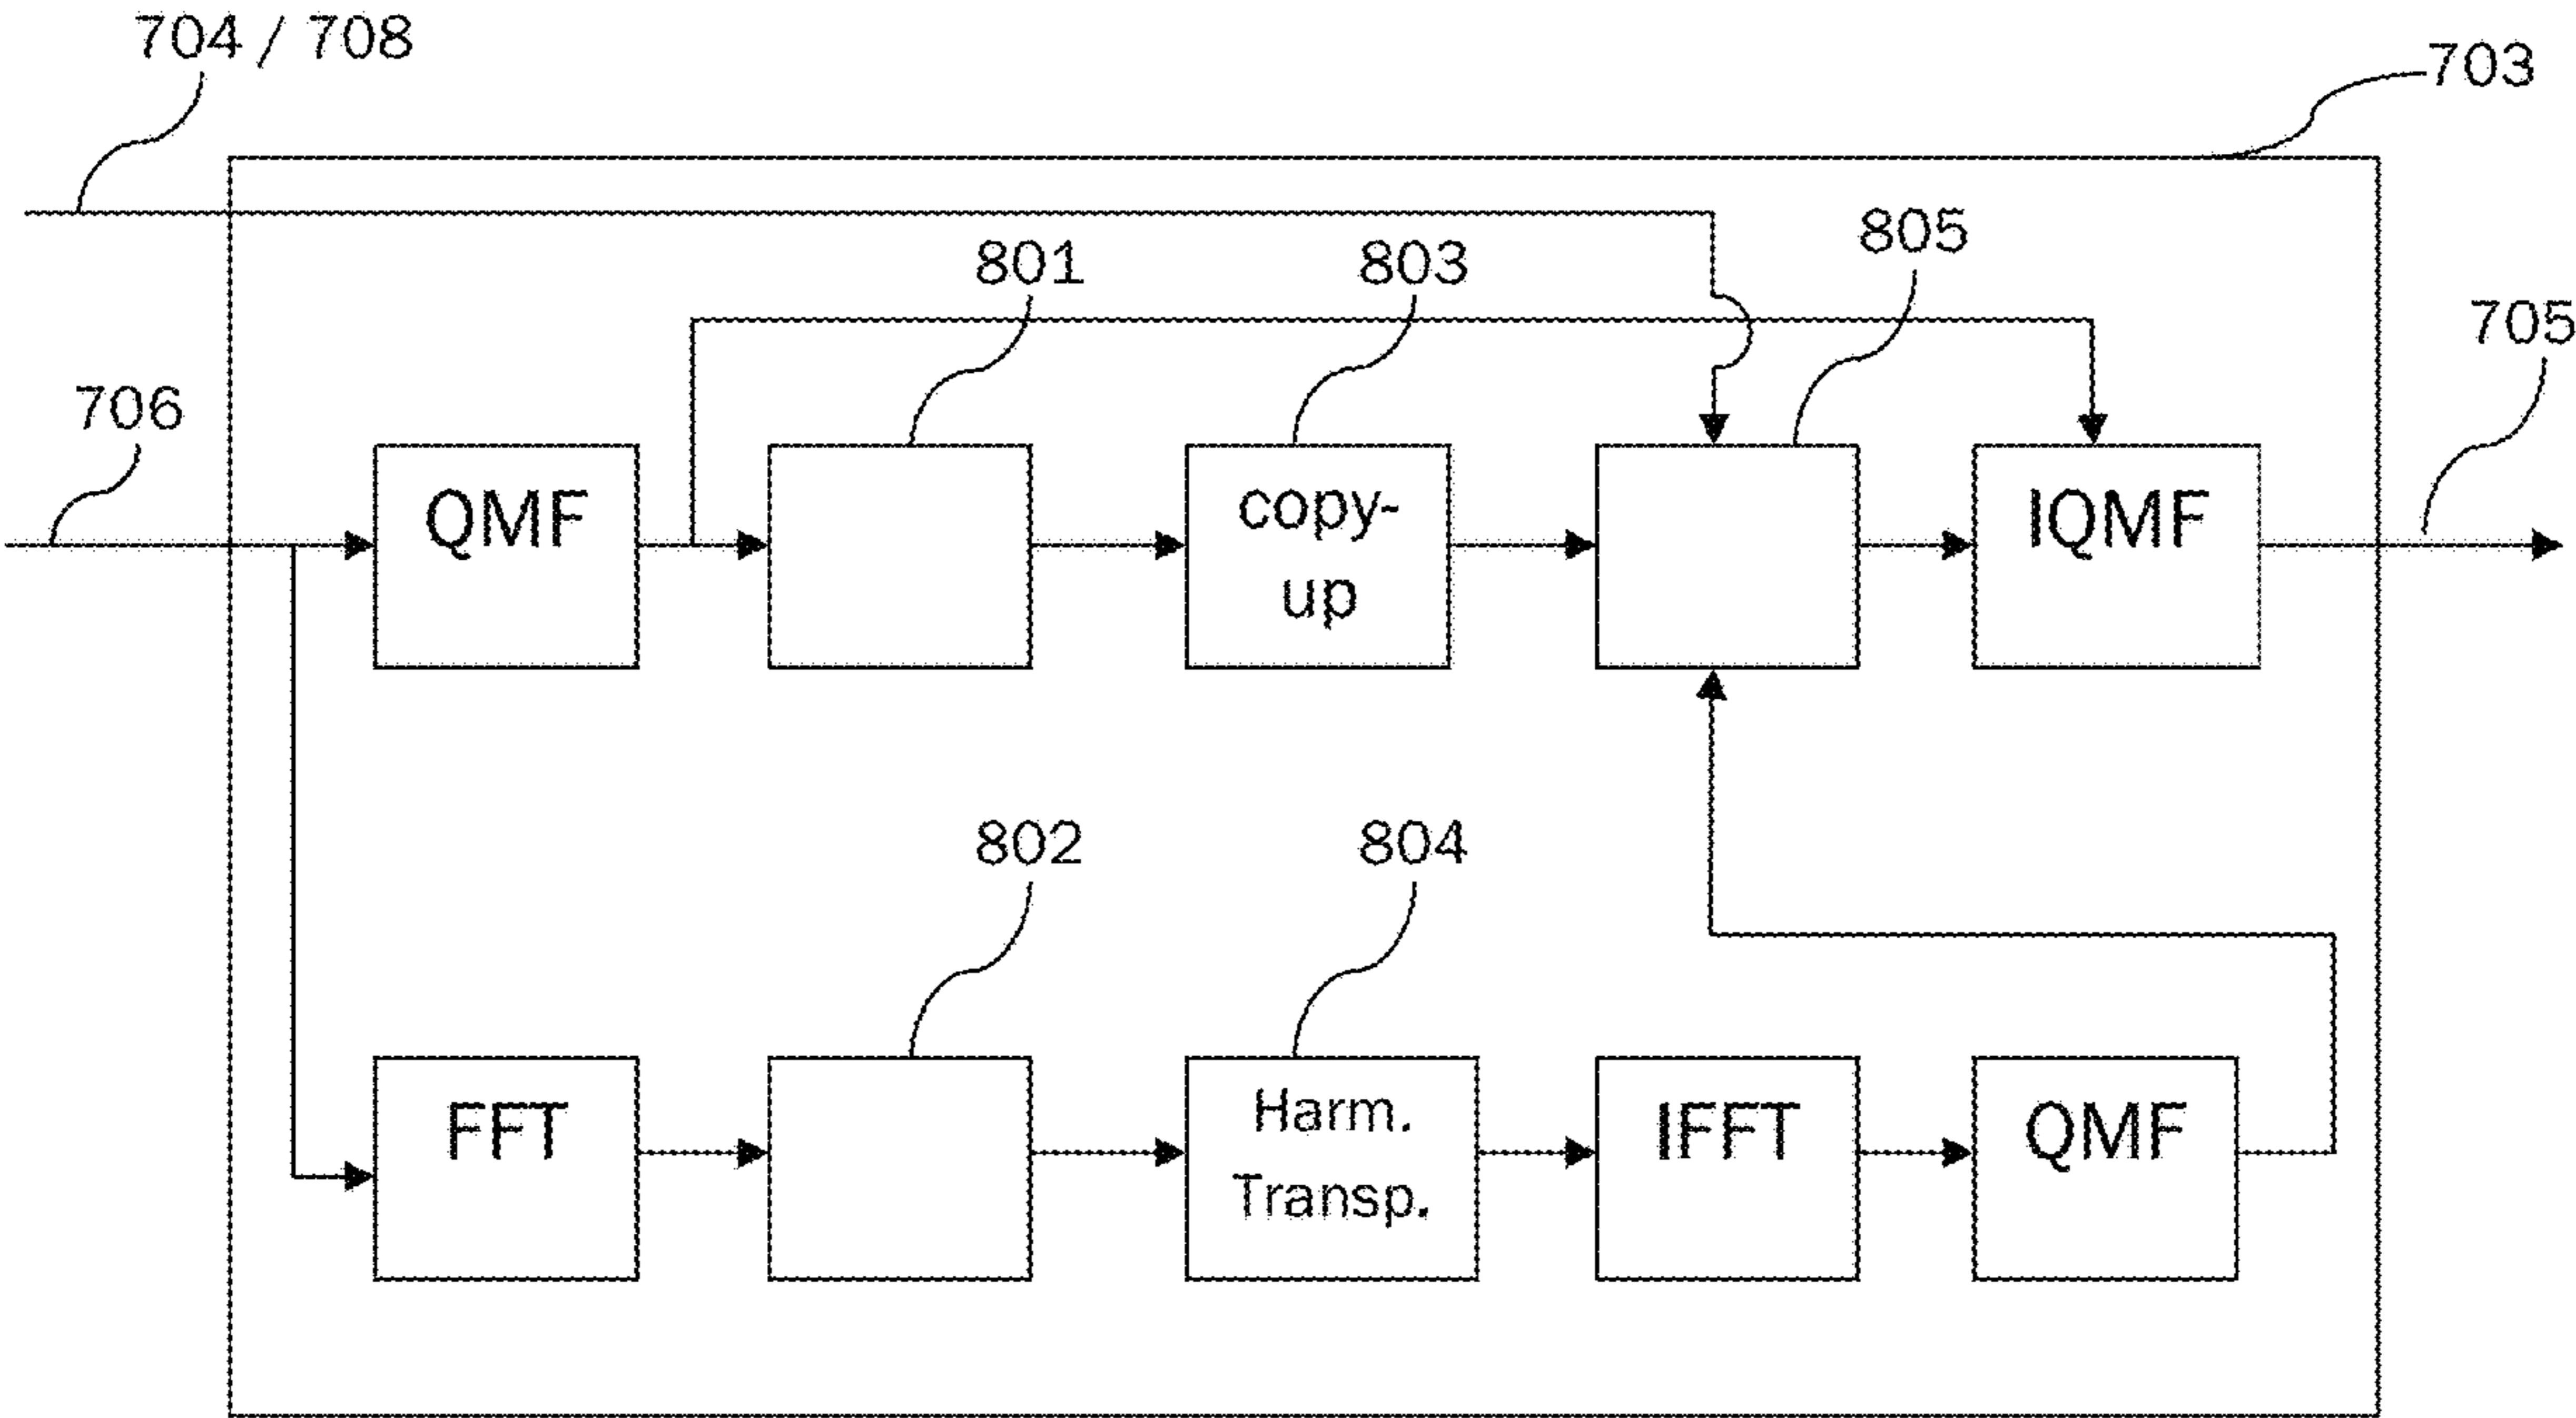 704 / 708
703
801
803
805
705
706
QMF
copy-
up
IQMF
802
804
FFT
Harm.
Transp.
IFFT
QMF